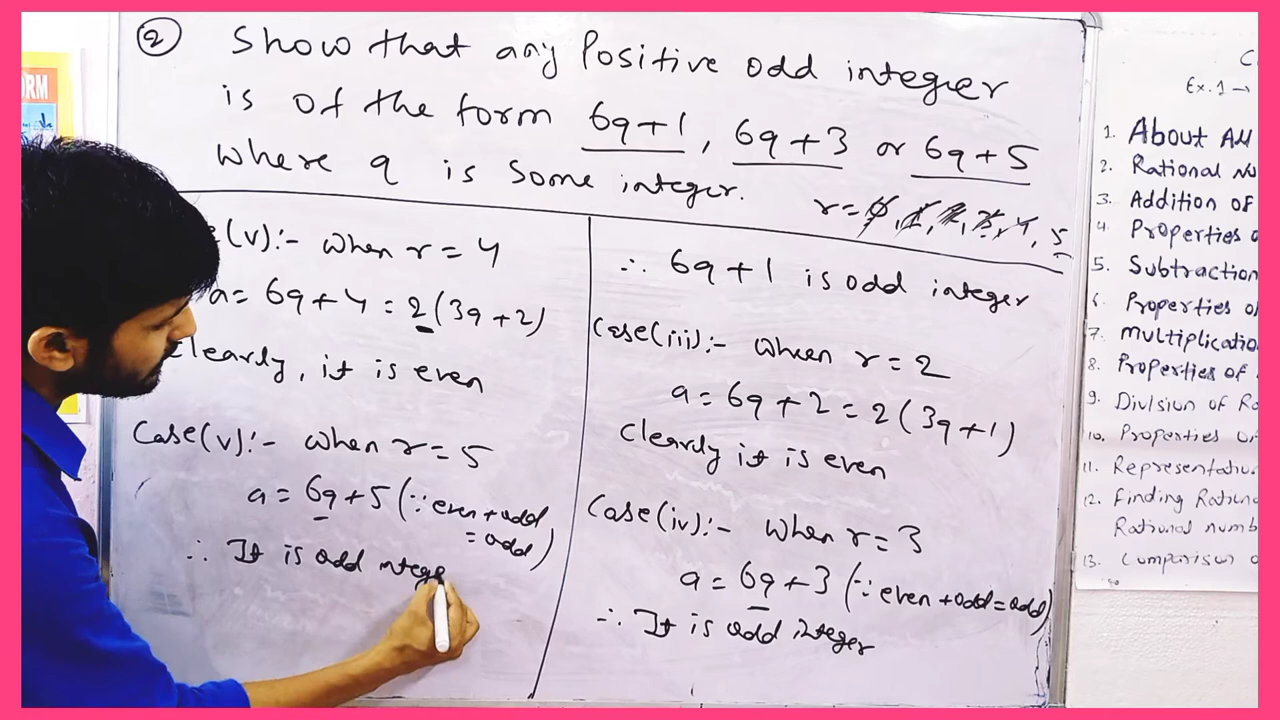 ② Show that any Positive odd integer
is of the form 6q+1, 6q+3 or 6q+5
where q is some integer.
r=0,1,2,3,4,5
(v):- when r=4
a= 6q+4 = 2(3q+2)
clearly, it is even
Case(v):- when r=5
a= 6q+5 (∵ even+odd
=odd)
∴ It is odd intege
∴ 6q+1 is odd integer
Case(iii):- when r=2
a= 6q+2=2(3q+1)
clearly it is even
Case(iv):- when r=3
a= 6q+3 (∵ even+odd=odd)
∴ It is odd integer
Ex.1→
1. About All
2. Rational Nu
3. Addition of
4. Properties o
5. Subtraction
6. Properties of
7. Multiplicatio
8. Properties of
9. Division of Ra
10. Properties of
11. Representatio
12. Finding Rationa
Rational numb
13. Comparison o
ORM